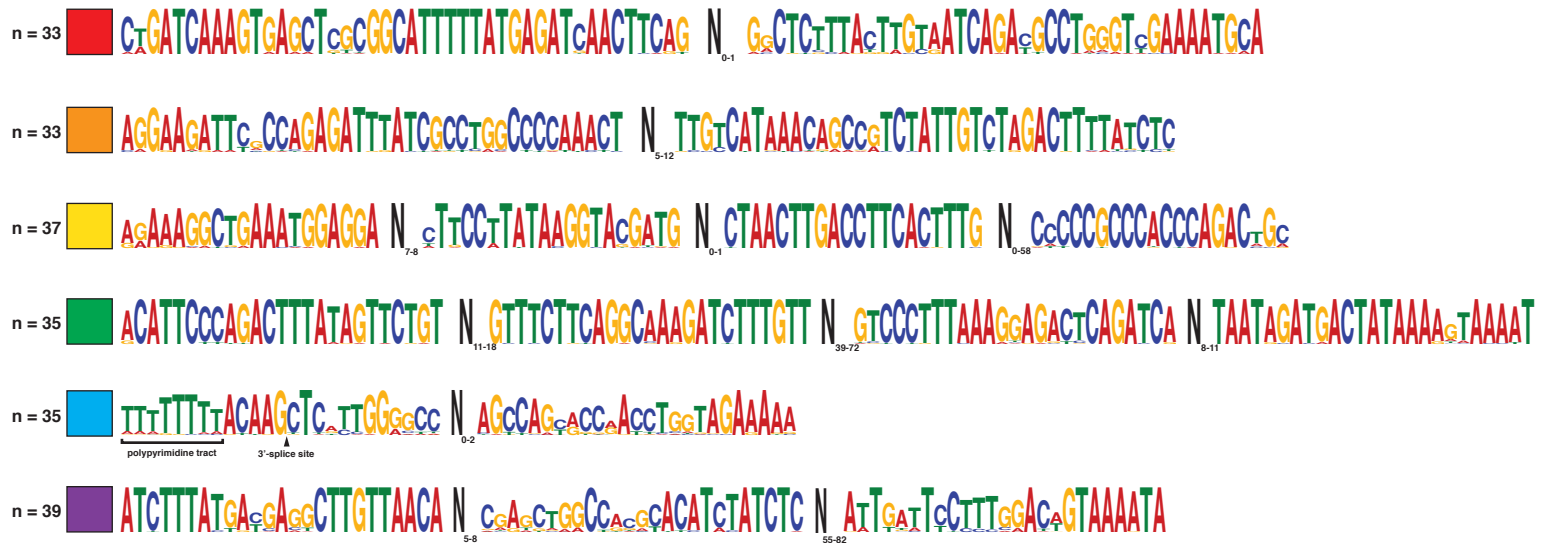 n = 33 CTGATCAAAGTGAGCTCGCGGCATTTTTATGAGATCAACTTCAG N 0-1 GGCTCTTTACTTGTAATCAGACGCCTGGGTCGAAAATGCA
n = 33 AGGAAGATTCGCCAGAGATTTATCGCCTGGCCCCAAACT N 5-12 TTGTCATAAACAGCCGTCTATTGTCTAGACTTTTATCTC
n = 37 AGAAAGGCTGAAATGGAGGA N 7-8 CTTCCTTATAAGGTACGATG N 0-1 CTAACTTGACCTTCACTTTG N 0-58 CCCCCGCCCACCCAGACTGC
n = 35 ACATTCCCAGACTTTATAGTTCTGT N 11-18 GTTTCTTCAGGCAAAGATCTTTGTT N 39-72 GTCCCTTTAAAGGAGACTCAGATCA N 8-11 TAATAGATGACTATAAAAAGTAAAAT
n = 35 TTTTTTTTACAAGCTCATTGGGGCC N 0-2 AGCCAGCACCAACCTGGTAGAAAAA
polypyrimidine tract 3'-splice site
n = 39 ATCTTTATGACGAGGCTTGTTAACA N 5-8 CGAGCTGGCCACGCACATCTATCTC N 55-82 ATTGATTCCTTTGGACAGTAAAATA